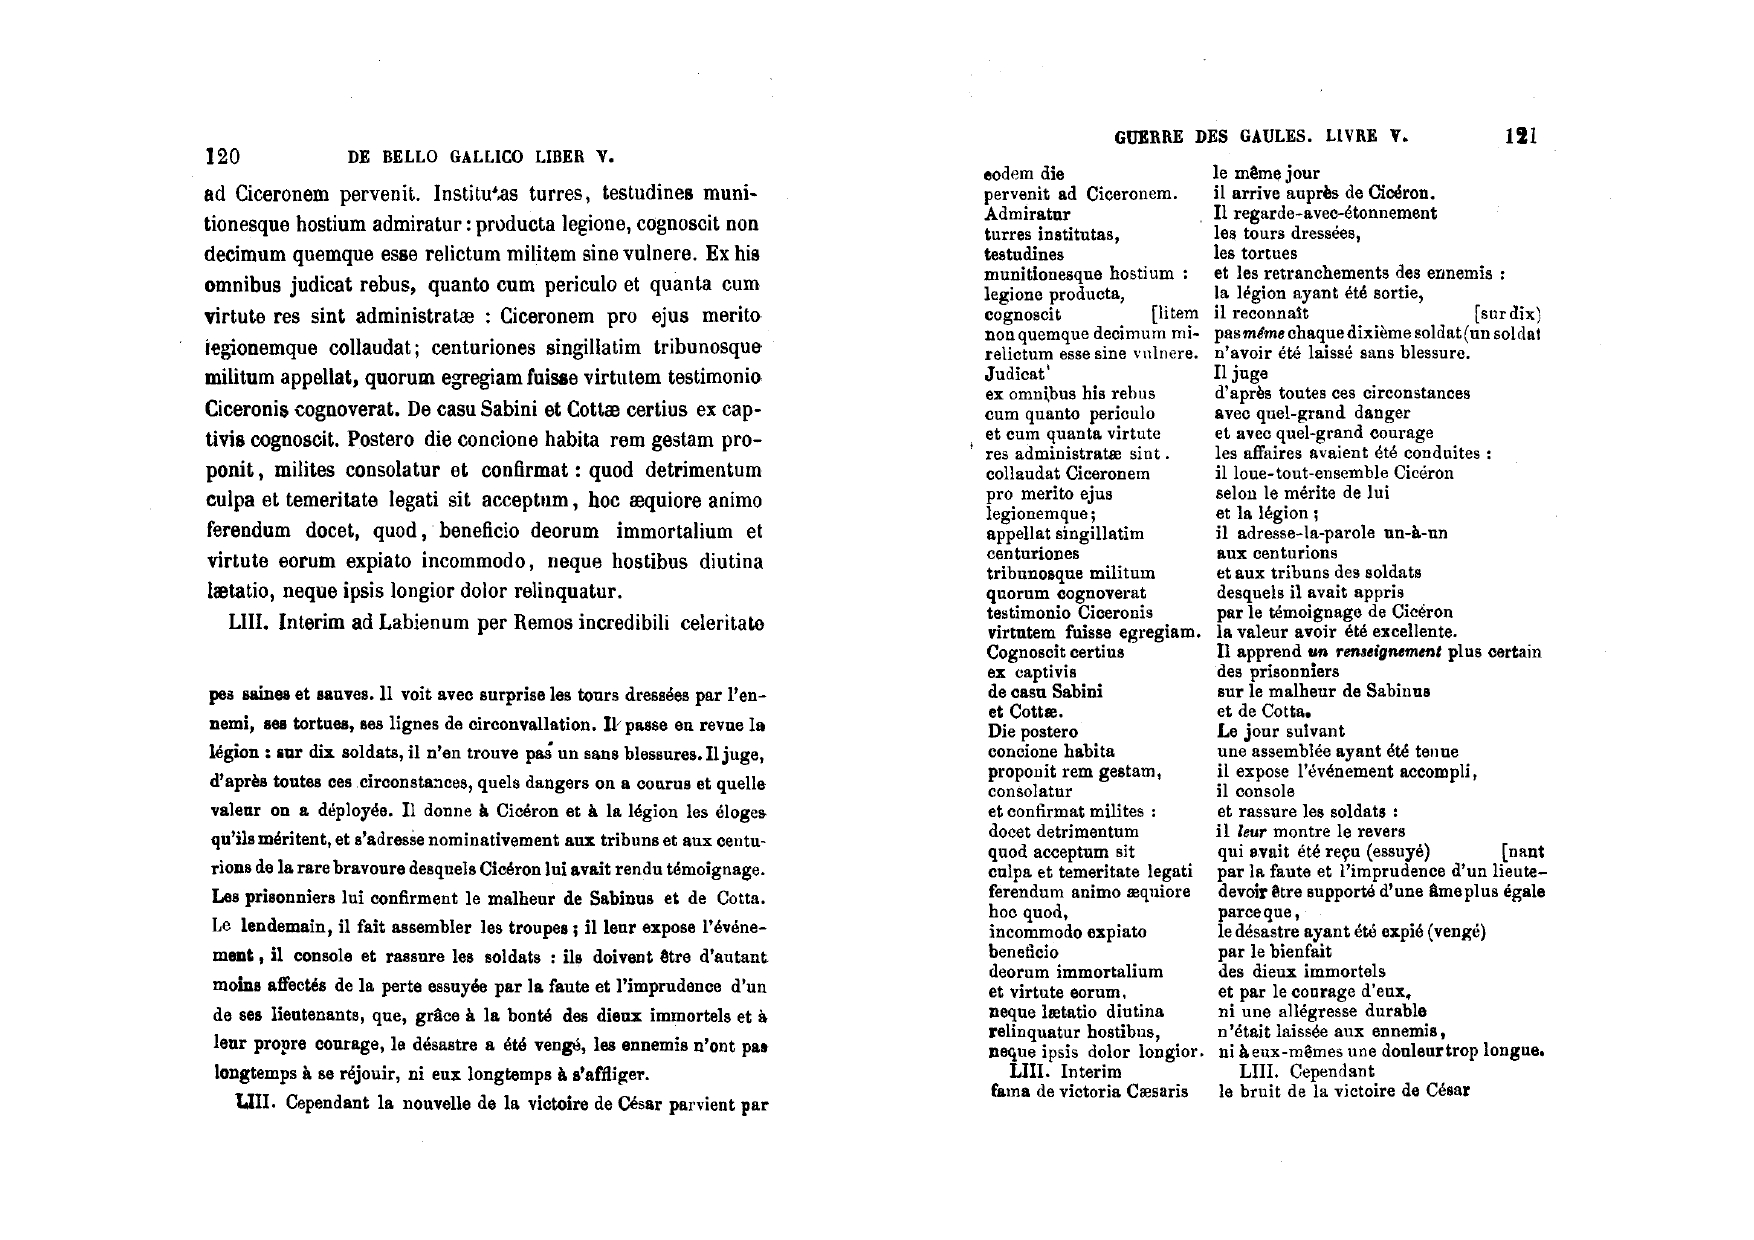 120 DE BELLO GALLICO LIBER V.
ad Ciceronem pervenit. Institutas turres, testudines muni-
tionesque hostium admiratur : producta legione, cognoscit non
decimum quemque esse relictum militem sine vulnere. Ex his
omnibus judicat rebus, quanto cum periculo et quanta cum
virtute res sint administratæ : Ciceronem pro ejus merito
legionemque collaudat; centuriones singillatim tribunosque
militum appellat, quorum egregiam fuisse virtutem testimonio
Ciceronis cognoverat. De casu Sabini et Cottæ certius ex cap-
tivis cognoscit. Postero die concione habita rem gestam pro-
ponit, milites consolatur et confirmat : quod detrimentum
culpa et temeritate legati sit acceptum, hoc æquiore animo
ferendum docet, quod, beneficio deorum immortalium et
virtute eorum expiato incommodo, neque hostibus diutina
lætatio, neque ipsis longior dolor relinquatur.
LIII. Interim ad Labienum per Remos incredibili celeritate
pes saines et sauves. Il voit avec surprise les tours dressées par l'en-
nemi, ses tortues, ses lignes de circonvallation. Il passe en revue la
légion : sur dix soldats, il n'en trouve pas un sans blessures. Il juge,
d'après toutes ces circonstances, quels dangers on a courus et quelle
valeur on a déployée. Il donne à Cicéron et à la légion les éloges
qu'ils méritent, et s'adresse nominativement aux tribuns et aux centu-
rions de la rare bravoure desquels Cicéron lui avait rendu témoignage.
Les prisonniers lui confirment le malheur de Sabinus et de Cotta.
Le lendemain, il fait assembler les troupes ; il leur expose l'événe-
ment, il console et rassure les soldats : ils doivent être d'autant
moins affectés de la perte essuyée par la faute et l'imprudence d'un
de ses lieutenants, que, grâce à la bonté des dieux immortels et à
leur propre courage, le désastre a été vengé, les ennemis n'ont pas
longtemps à se réjouir, ni eux longtemps à s'affliger.
LIII. Cependant la nouvelle de la victoire de César parvient par
GUERRE DES GAULES. LIVRE V. 121
eodem die le même jour
pervenit ad Ciceronem. il arrive auprès de Cicéron.
Admiratur Il regarde-avec-étonnement
turres institutas, les tours dressées,
testudines les tortues
munitionesque hostium : et les retranchements des ennemis :
legione producta, la légion ayant été sortie,
cognoscit [litem il reconnaît [sur dix)
non quemque decimum mi- pas même chaque dixième soldat (un soldat
relictum esse sine vulnere. n'avoir été laissé sans blessure.
Judicat Il juge
ex omnibus his rebus d'après toutes ces circonstances
cum quanto periculo avec quel-grand danger
et cum quanta virtute et avec quel-grand courage
res administratæ sint. les affaires avaient été conduites :
collaudat Ciceronem il loue-tout-ensemble Cicéron
pro merito ejus selon le mérite de lui
legionemque; et la légion ;
appellat singillatim il adresse-la-parole un-à-un
centuriones aux centurions
tribunosque militum et aux tribuns des soldats
quorum cognoverat desquels il avait appris
testimonio Ciceronis par le témoignage de Cicéron
virtutem fuisse egregiam. la valeur avoir été excellente.
Cognoscit certius Il apprend un renseignement plus certain
ex captivis des prisonniers
de casu Sabini sur le malheur de Sabinus
et Cottæ. et de Cotta.
Die postero Le jour suivant
concione habita une assemblée ayant été tenue
proponit rem gestam, il expose l'événement accompli,
consolatur il console
et confirmat milites : et rassure les soldats :
docet detrimentum il leur montre le revers
quod acceptum sit qui avait été reçu (essuyé) [nant
culpa et temeritate legati par la faute et l'imprudence d'un lieute-
ferendum animo æquiore devoir être supporté d'une âme plus égale
hoc quod, parce que,
incommodo expiato le désastre ayant été expié (vengé)
beneficio par le bienfait
deorum immortalium des dieux immortels
et virtute eorum, et par le courage d'eux,
neque lætatio diutina ni une allégresse durable
relinquatur hostibus, n'était laissée aux ennemis,
neque ipsis dolor longior. ni à eux-mêmes une douleur trop longue.
LIII. Interim LIII. Cependant
fama de victoria Cæsaris le bruit de la victoire de César